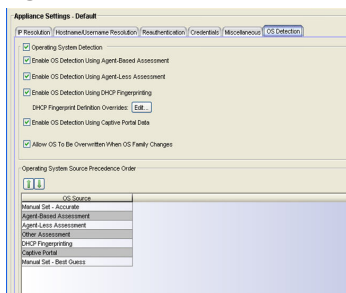 Appliance Settings - Default
IP Resolution Hostname/Username Resolution Reauthentication Credentials Miscellaneous OS Detection
Operating System Detection
Enable OS Detection Using Agent-Based Assessment
Enable OS Detection Using Agent-Less Assessment
Enable OS Detection Using DHCP Fingerprinting
DHCP Fingerprint Definition Overrides: Edit...
Enable OS Detection Using Captive Portal Data
Allow OS To Be Overwritten When OS Family Changes
Operating System Source Precedence Order
OS Source
Manual Set - Accurate
Agent-Based Assessment
Agent-Less Assessment
Other Assessment
DHCP Fingerprinting
Captive Portal
Manual Set - Best Guess